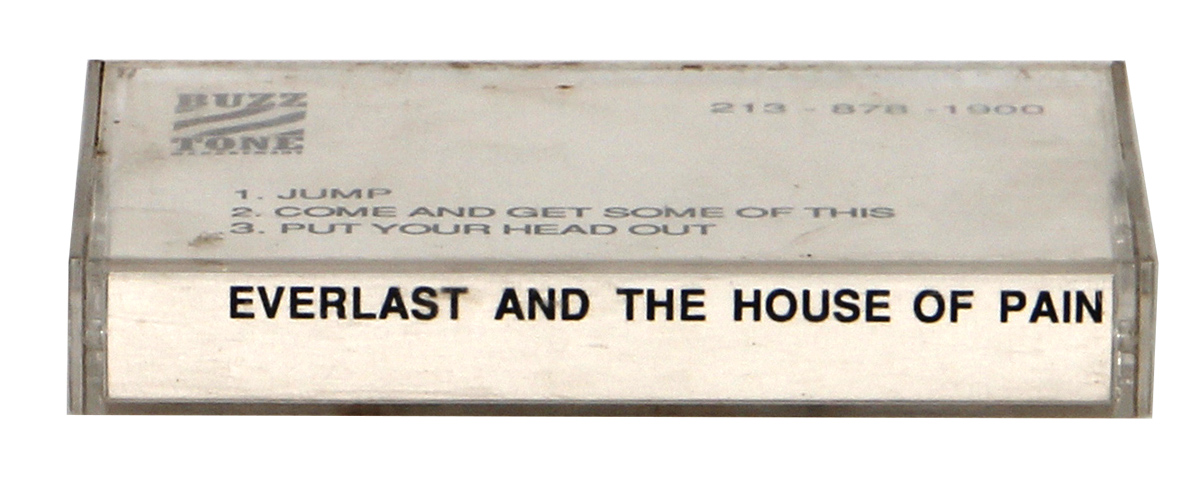 BUZZ
TONE
213 - 878 - 1900
1. JUMP
2. COME AND GET SOME OF THIS
3. PUT YOUR HEAD OUT
EVERLAST AND THE HOUSE OF PAIN